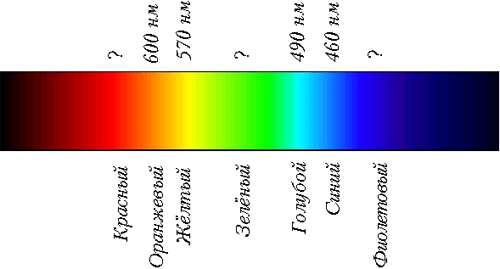 ?
600 нм
570 нм
?
490 нм
460 нм
?
Красный
Оранжевый
Жёлтый
Зелёный
Голубой
Синий
Фиолетовый